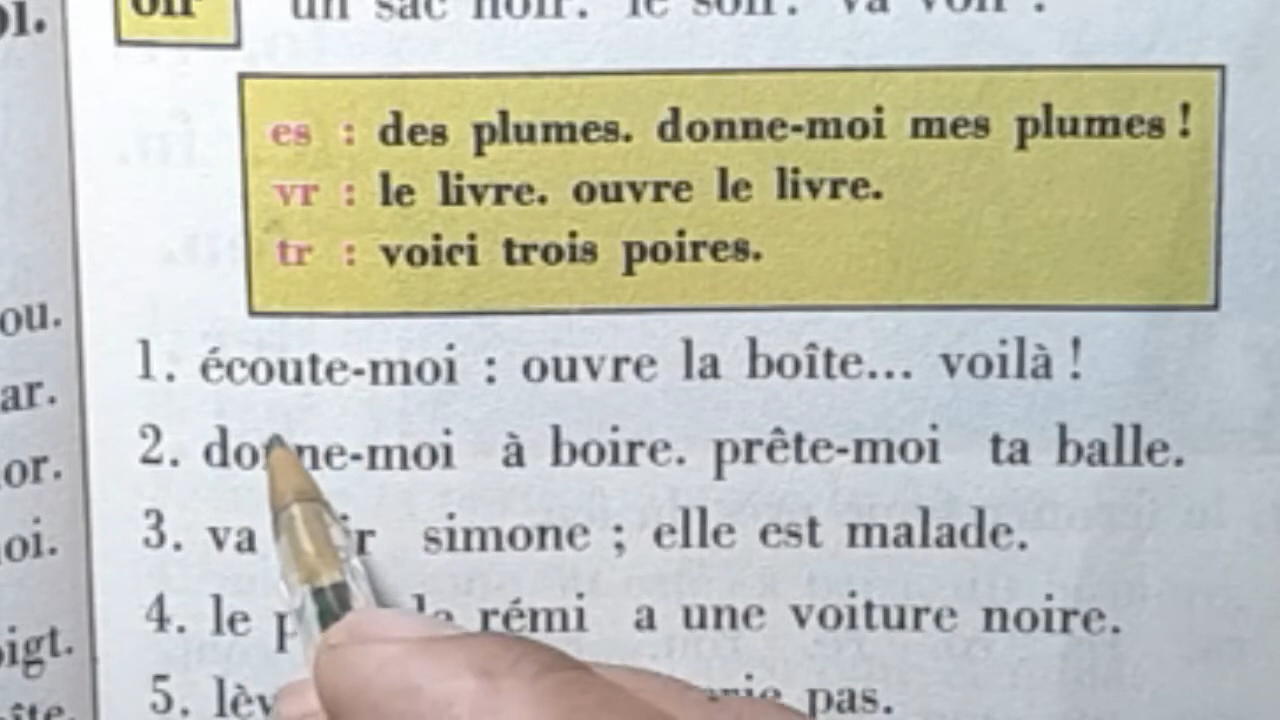 oir un sac noir. le soir. va voir
es : des plumes. donne-moi mes plumes !
vr : le livre. ouvre le livre.
tr : voici trois poires.
ou.
1. écoute-moi : ouvre la boîte... voilà !
ar.
2. donne-moi à boire. prête-moi ta balle.
or.
3. va simone ; elle est malade.
oi.
4. le rémi a une voiture noire.
igt.
5. pas.